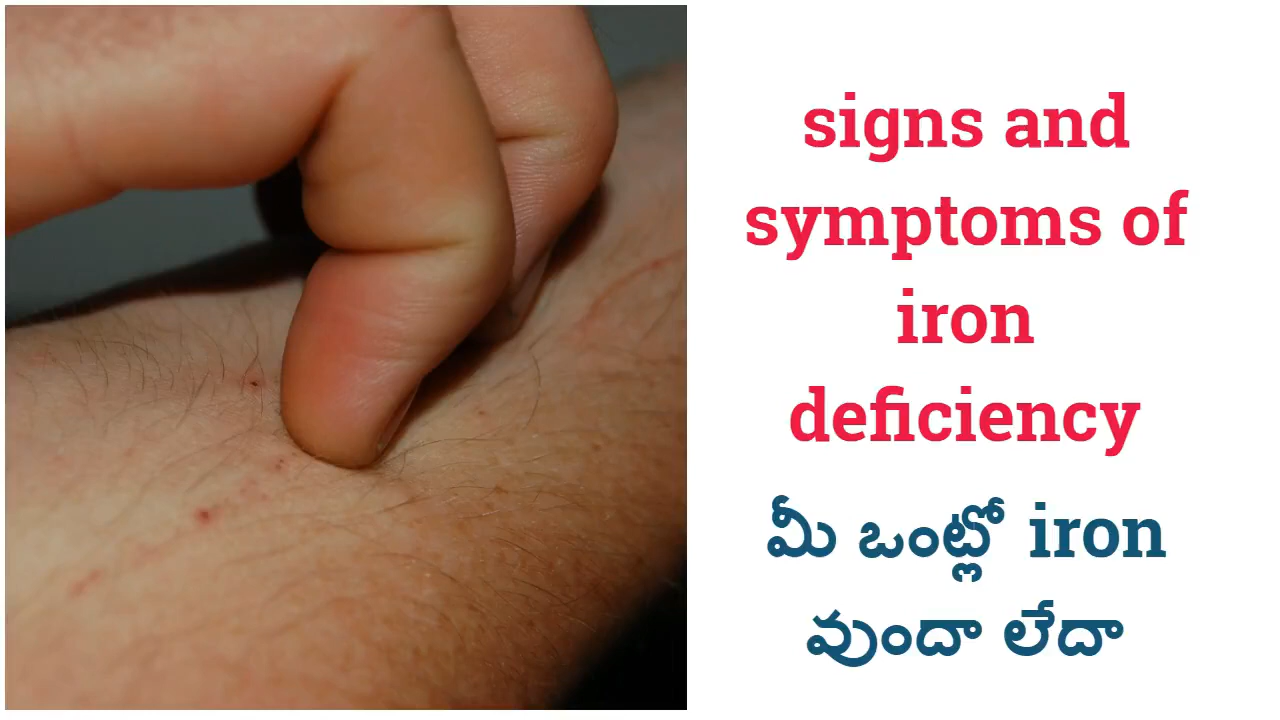 signs and
symptoms of
iron
deficiency
మీ ఒంట్లో iron
వుందా లేదా